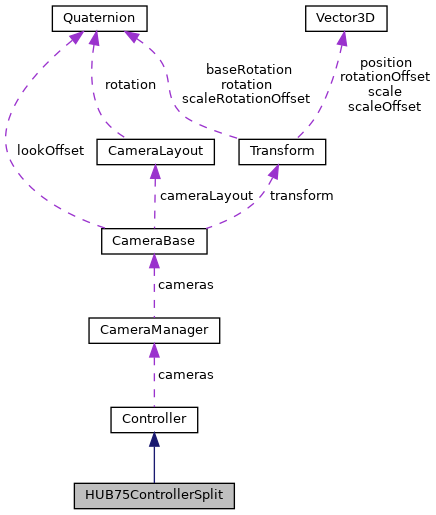 Quaternion
Vector3D
position
rotationOffset
scale
scaleOffset
baseRotation
rotation
scaleRotationOffset
rotation
lookOffset
CameraLayout
Transform
cameraLayout
transform
CameraBase
cameras
CameraManager
cameras
Controller
HUB75ControllerSplit